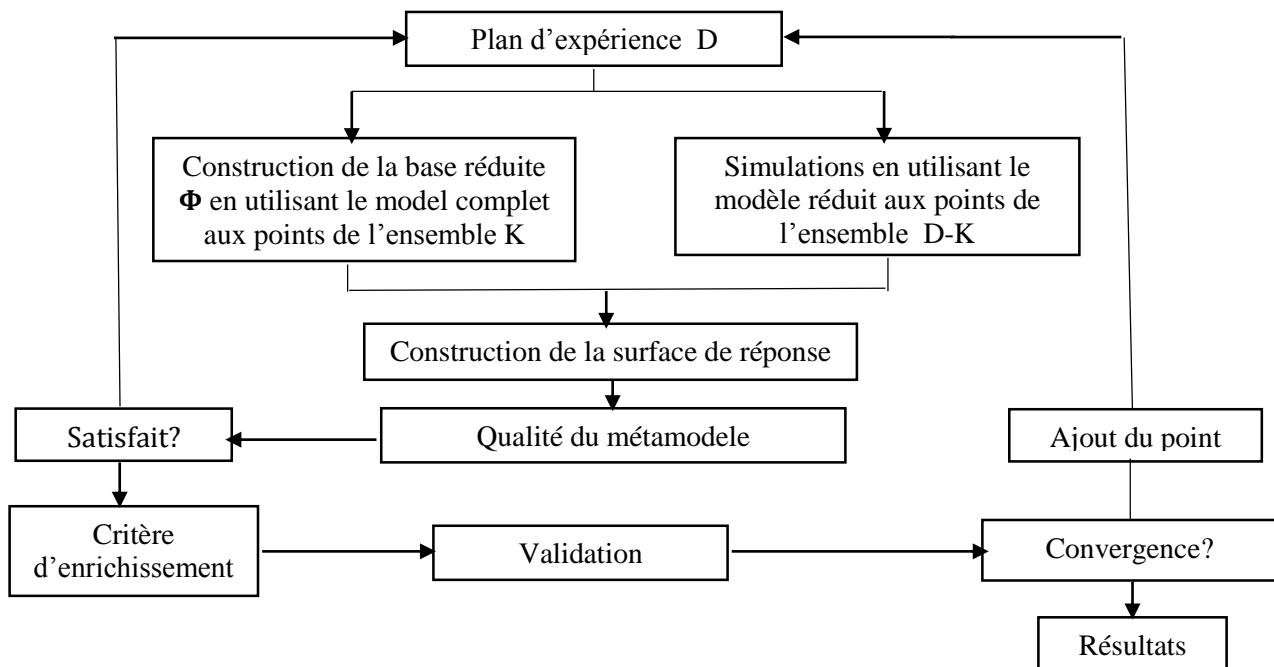 Plan d’expérience D
Construction de la base réduite
Φ en utilisant le model complet
aux points de l’ensemble K
Simulations en utilisant le
modèle réduit aux points de
l’ensemble D-K
Construction de la surface de réponse
Satisfait?
Qualité du métamodele
Ajout du point
Critère
d’enrichissement
Validation
Convergence?
Résultats